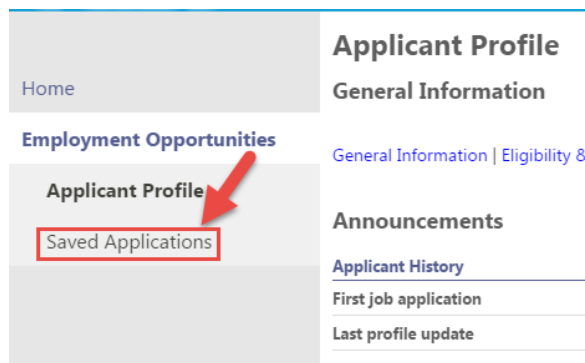 Home
Employment Opportunities
Applicant Profile
Saved Applications
Applicant Profile
General Information
General Information | Eligibility &
Announcements
Applicant History
First job application
Last profile update